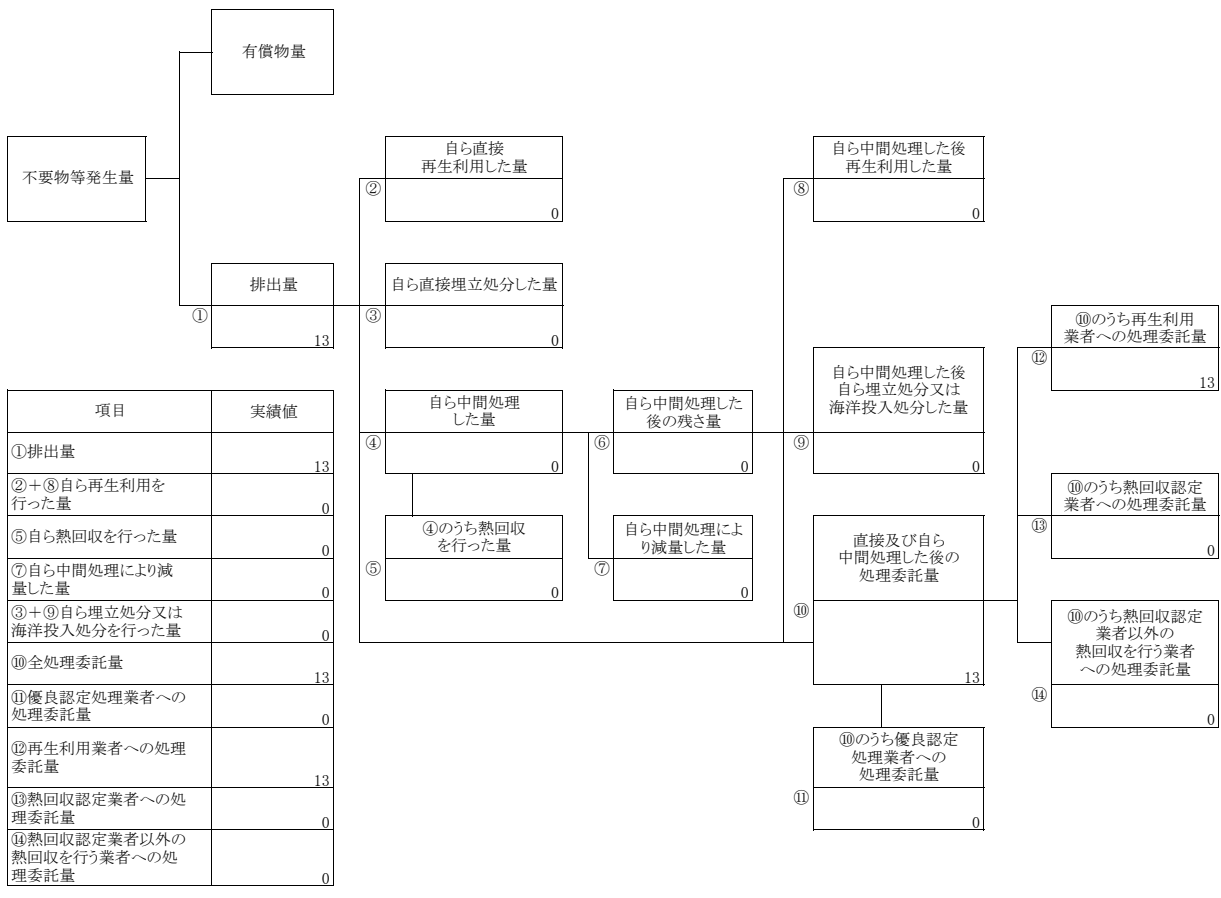 有償物量
不要物等発生量
排出量
①
13
自ら直接
再生利用した量
②
0
自ら直接埋立処分した量
③
0
自ら中間処理
した量
④
0
④のうち熱回収
を行った量
⑤
0
自ら中間処理した
後の残さ量
⑥
0
自ら中間処理によ
り減量した量
⑦
0
自ら中間処理した後
再生利用した量
⑧
0
自ら中間処理した後
自ら埋立処分又は
海洋投入処分した量
⑨
0
直接及び自ら
中間処理した後の
処理委託量
⑩
13
⑩のうち優良認定
処理業者への
処理委託量
⑪
0
⑩のうち再生利用
業者への処理委託量
⑫
13
⑩のうち熱回収認定
業者への処理委託量
⑬
0
⑩のうち熱回収認定
業者以外の
熱回収を行う業者
への処理委託量
⑭
0
項目 実績値
①排出量
13
②+⑧自ら再生利用を
行った量
0
⑤自ら熱回収を行った量
0
⑦自ら中間処理により減
量した量
0
③+⑨自ら埋立処分又は
海洋投入処分を行った量
0
⑩全処理委託量
13
⑪優良認定処理業者への
処理委託量
0
⑫再生利用業者への処理
委託量
13
⑬熱回収認定業者への処
理委託量
0
⑭熱回収認定業者以外の
熱回収を行う業者への処
理委託量
0